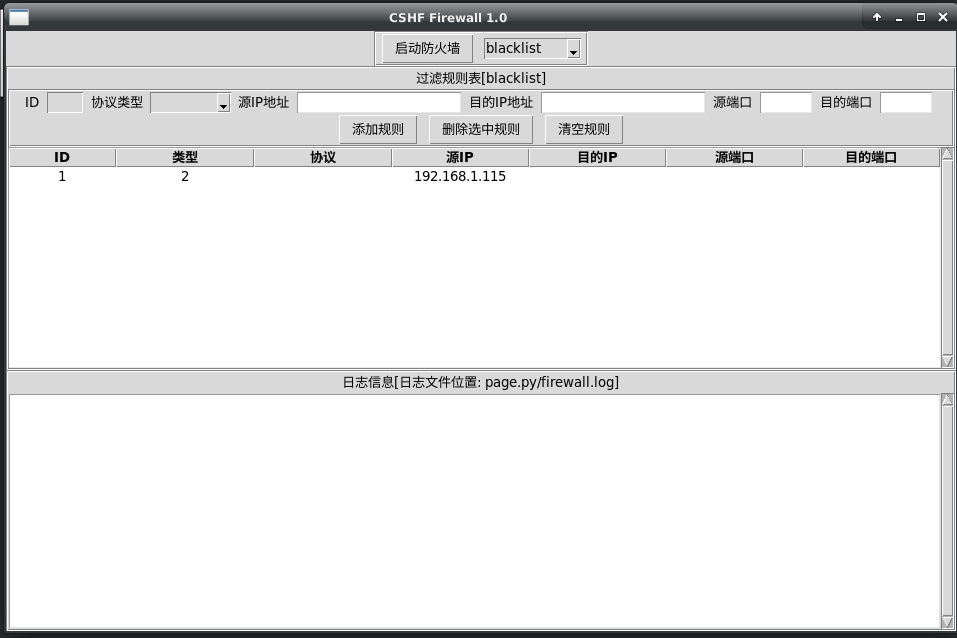 CSHF Firewall 1.0
启动防火墙 blacklist
过滤规则表[blacklist]
ID 协议类型 源IP地址 目的IP地址 源端口 目的端口
添加规则 删除选中规则 清空规则
ID 类型 协议 源IP 目的IP 源端口 目的端口
1 2 192.168.1.115
日志信息[日志文件位置: page.py/firewall.log]